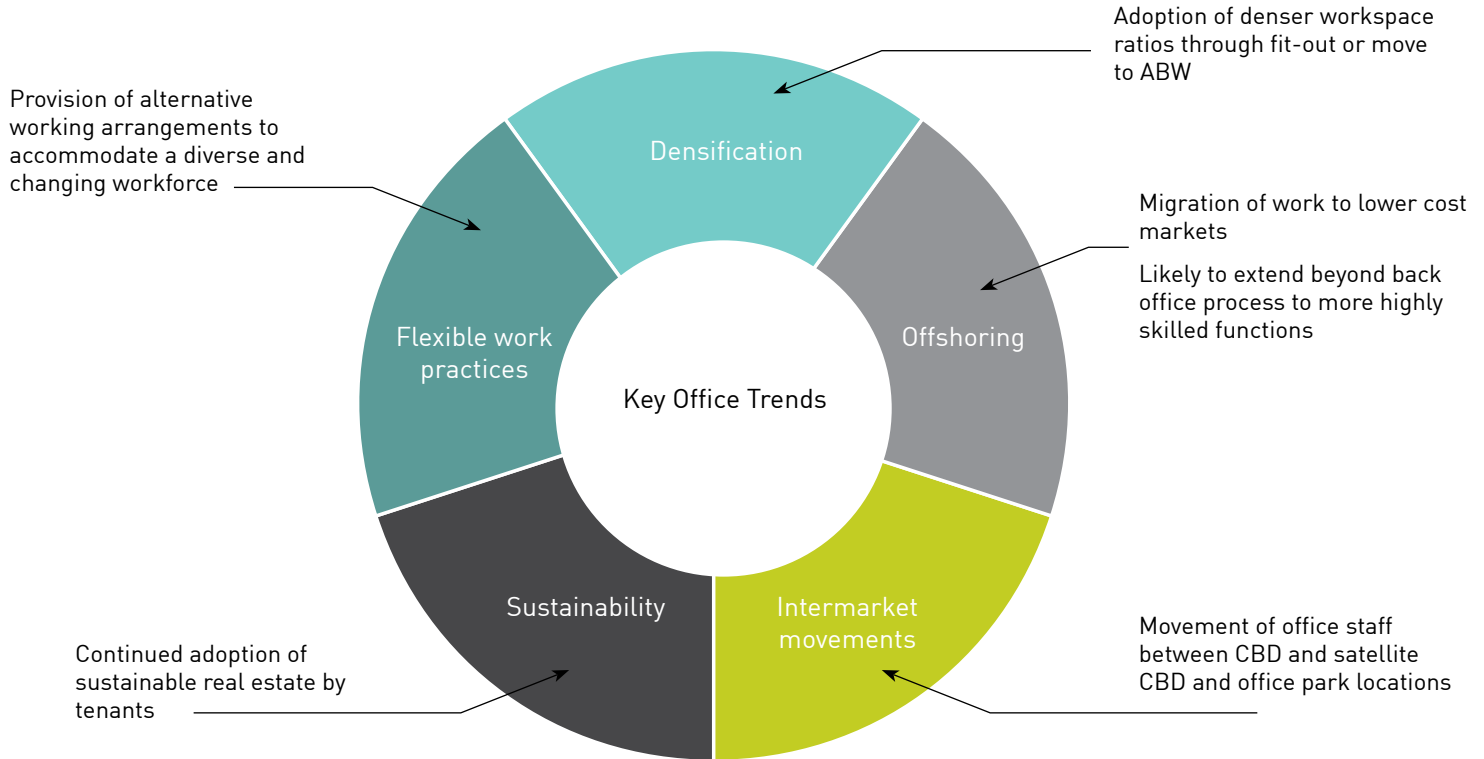 Adoption of denser workspace
ratios through fit-out or move
to ABW
Provision of alternative
working arrangements to
accommodate a diverse and
changing workforce
Densification
Migration of work to lower cost
markets
Likely to extend beyond back
office process to more highly
skilled functions
Flexible work
practices
Offshoring
Key Office Trends
Sustainability
Intermarket
movements
Continued adoption of
sustainable real estate by
tenants
Movement of office staff
between CBD and satellite
CBD and office park locations